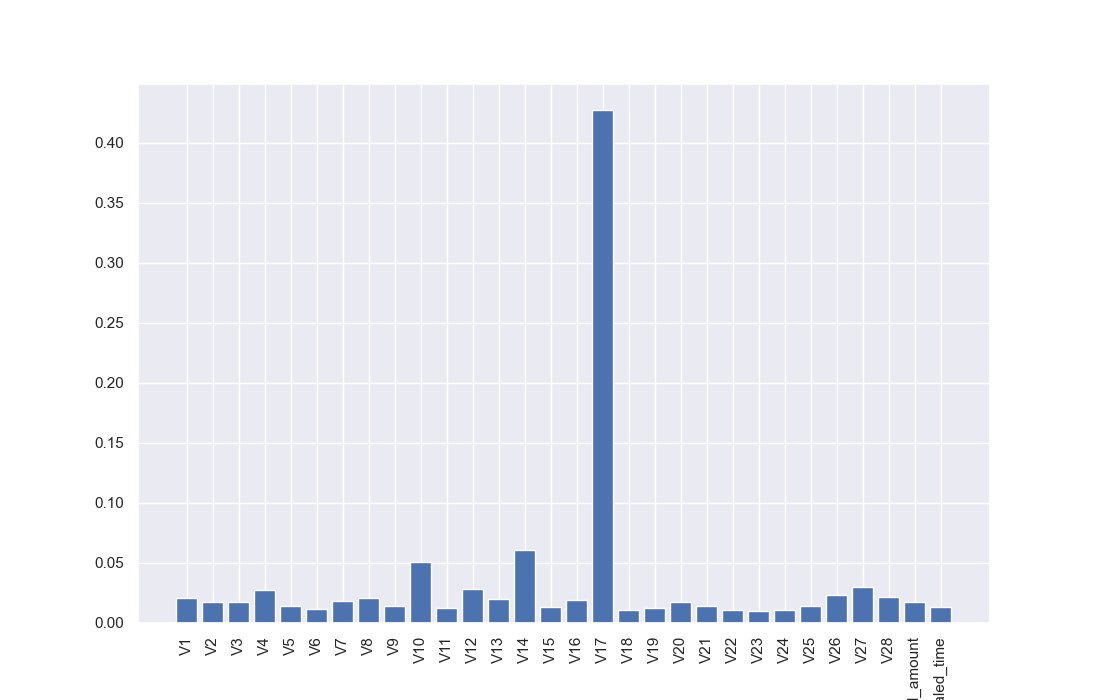 0.40
0.35
0.30
0.25
0.20
0.15
0.10
0.05
0.00
V1
V2
V3
V4
V5
V6
V7
V8
V9
V10
V11
V12
V13
V14
V15
V16
V17
V18
V19
V20
V21
V22
V23
V24
V25
V26
V27
V28
l_amount
aled_time